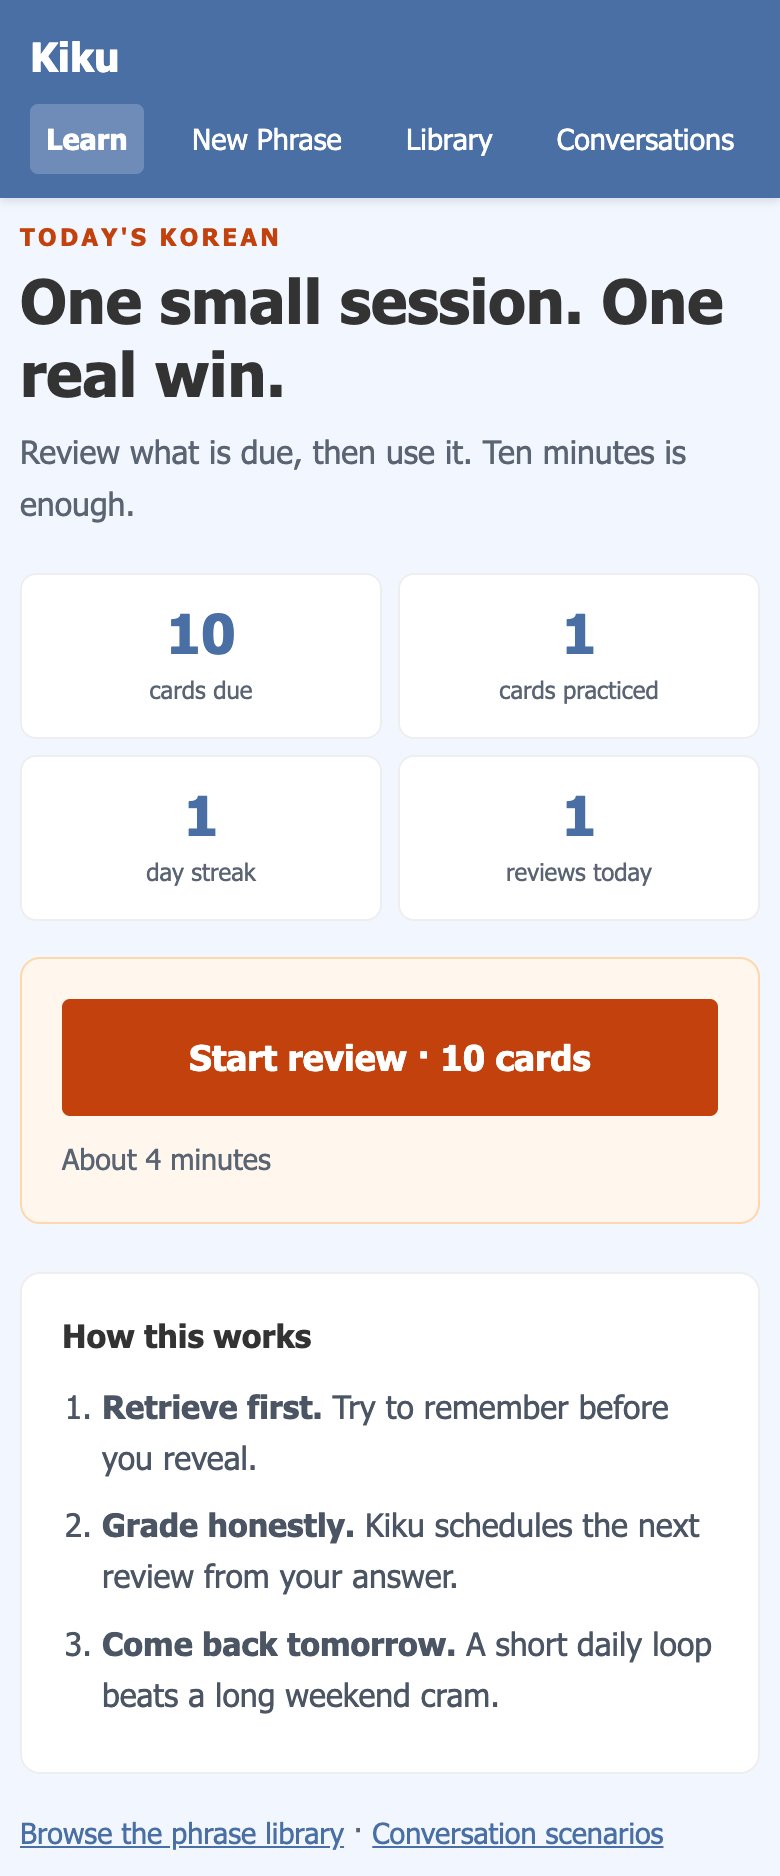 Kiku
Learn New Phrase Library Conversations
TODAY'S KOREAN
One small session. One
real win.
Review what is due, then use it. Ten minutes is
enough.
10
cards due
1
cards practiced
1
day streak
1
reviews today
Start review · 10 cards
About 4 minutes
How this works
1. Retrieve first. Try to remember before
you reveal.
2. Grade honestly. Kiku schedules the next
review from your answer.
3. Come back tomorrow. A short daily loop
beats a long weekend cram.
Browse the phrase library · Conversation scenarios